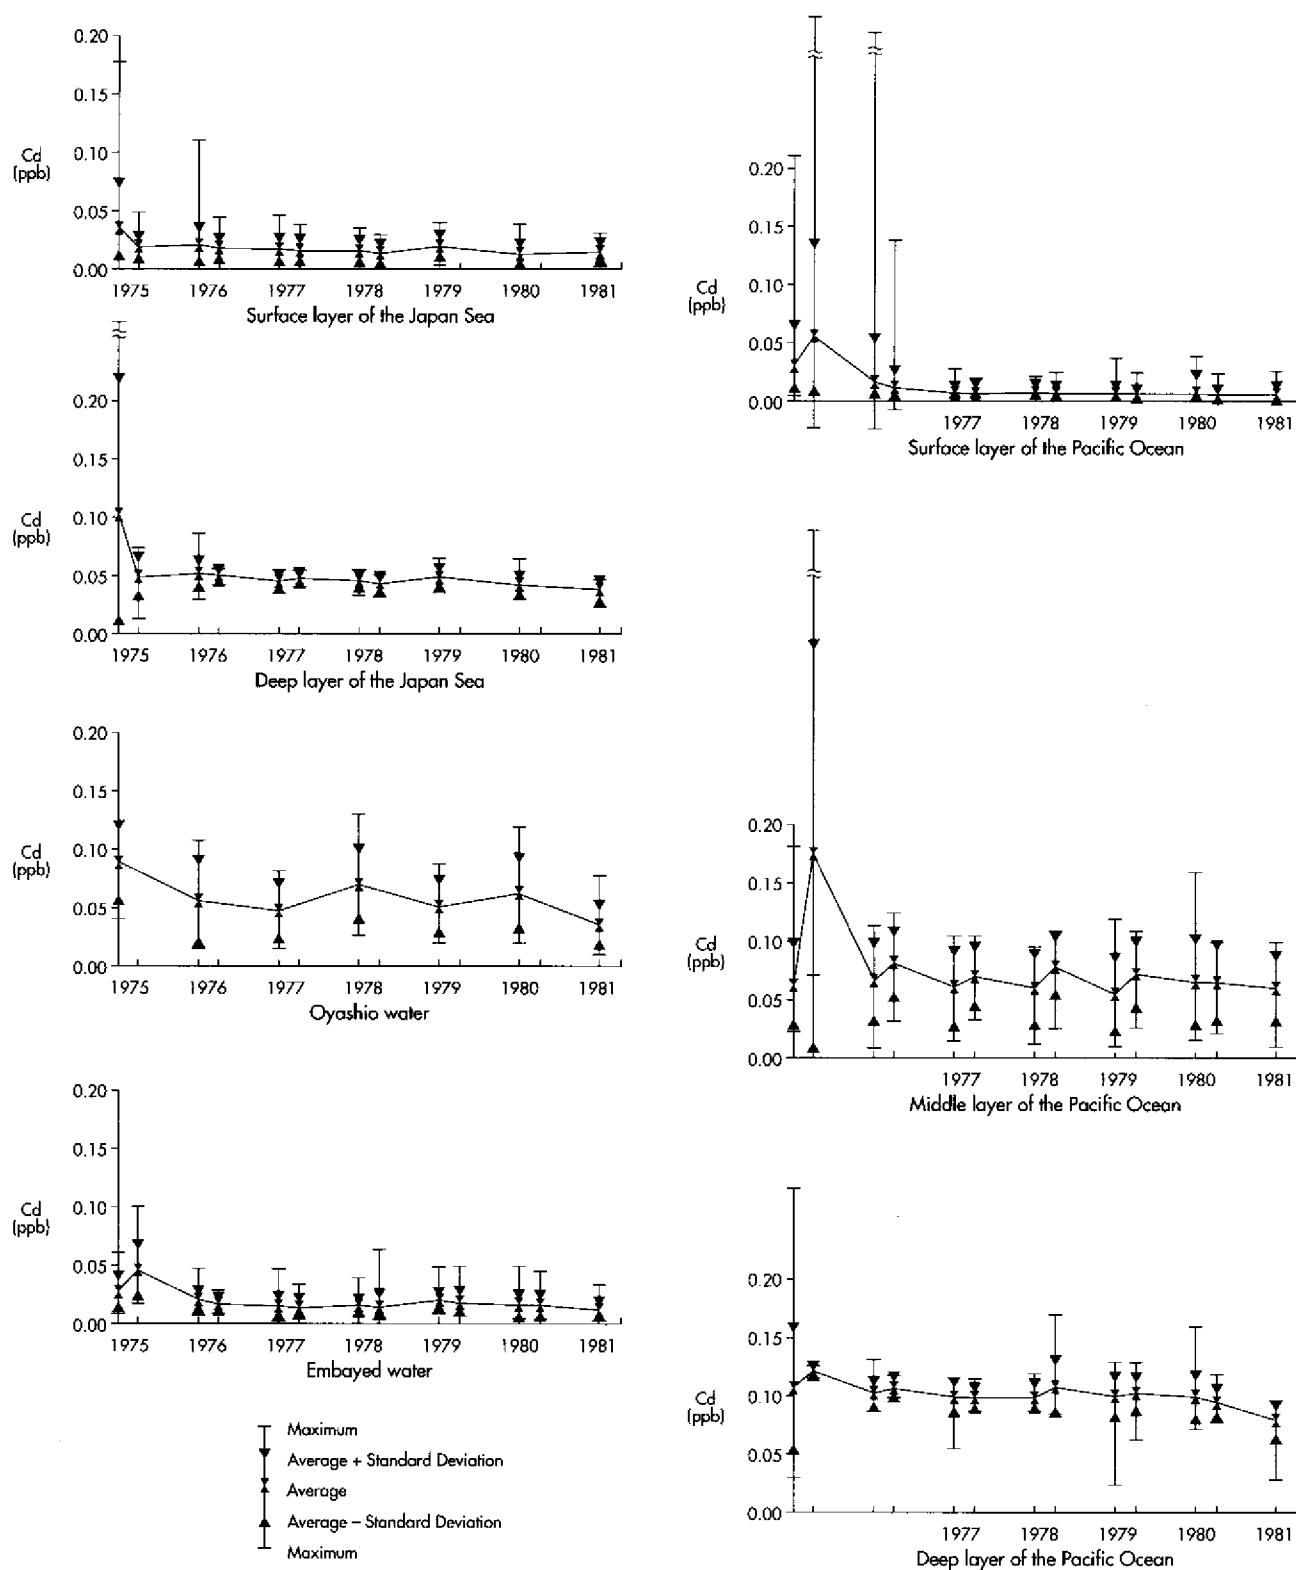 0.20
0.15
Cd
(ppb)
0.10
0.05
0.00
1975 1976 1977 1978 1979 1980 1981
Surface layer of the Japan Sea
0.20
0.15
Cd
(ppb)
0.10
0.05
0.00
1975 1976 1977 1978 1979 1980 1981
Deep layer of the Japan Sea
0.20
0.15
Cd
(ppb)
0.10
0.05
0.00
1975 1976 1977 1978 1979 1980 1981
Oyashio water
0.20
0.15
Cd
(ppb)
0.10
0.05
0.00
1975 1976 1977 1978 1979 1980 1981
Embayed water
Maximum
Average + Standard Deviation
Average
Average – Standard Deviation
Maximum
0.20
0.15
Cd
(ppb)
0.10
0.05
0.00
1977 1978 1979 1980 1981
Surface layer of the Pacific Ocean
0.20
0.15
Cd
(ppb)
0.10
0.05
0.00
1977 1978 1979 1980 1981
Middle layer of the Pacific Ocean
0.20
0.15
Cd
(ppb)
0.10
0.05
0.00
1977 1978 1979 1980 1981
Deep layer of the Pacific Ocean